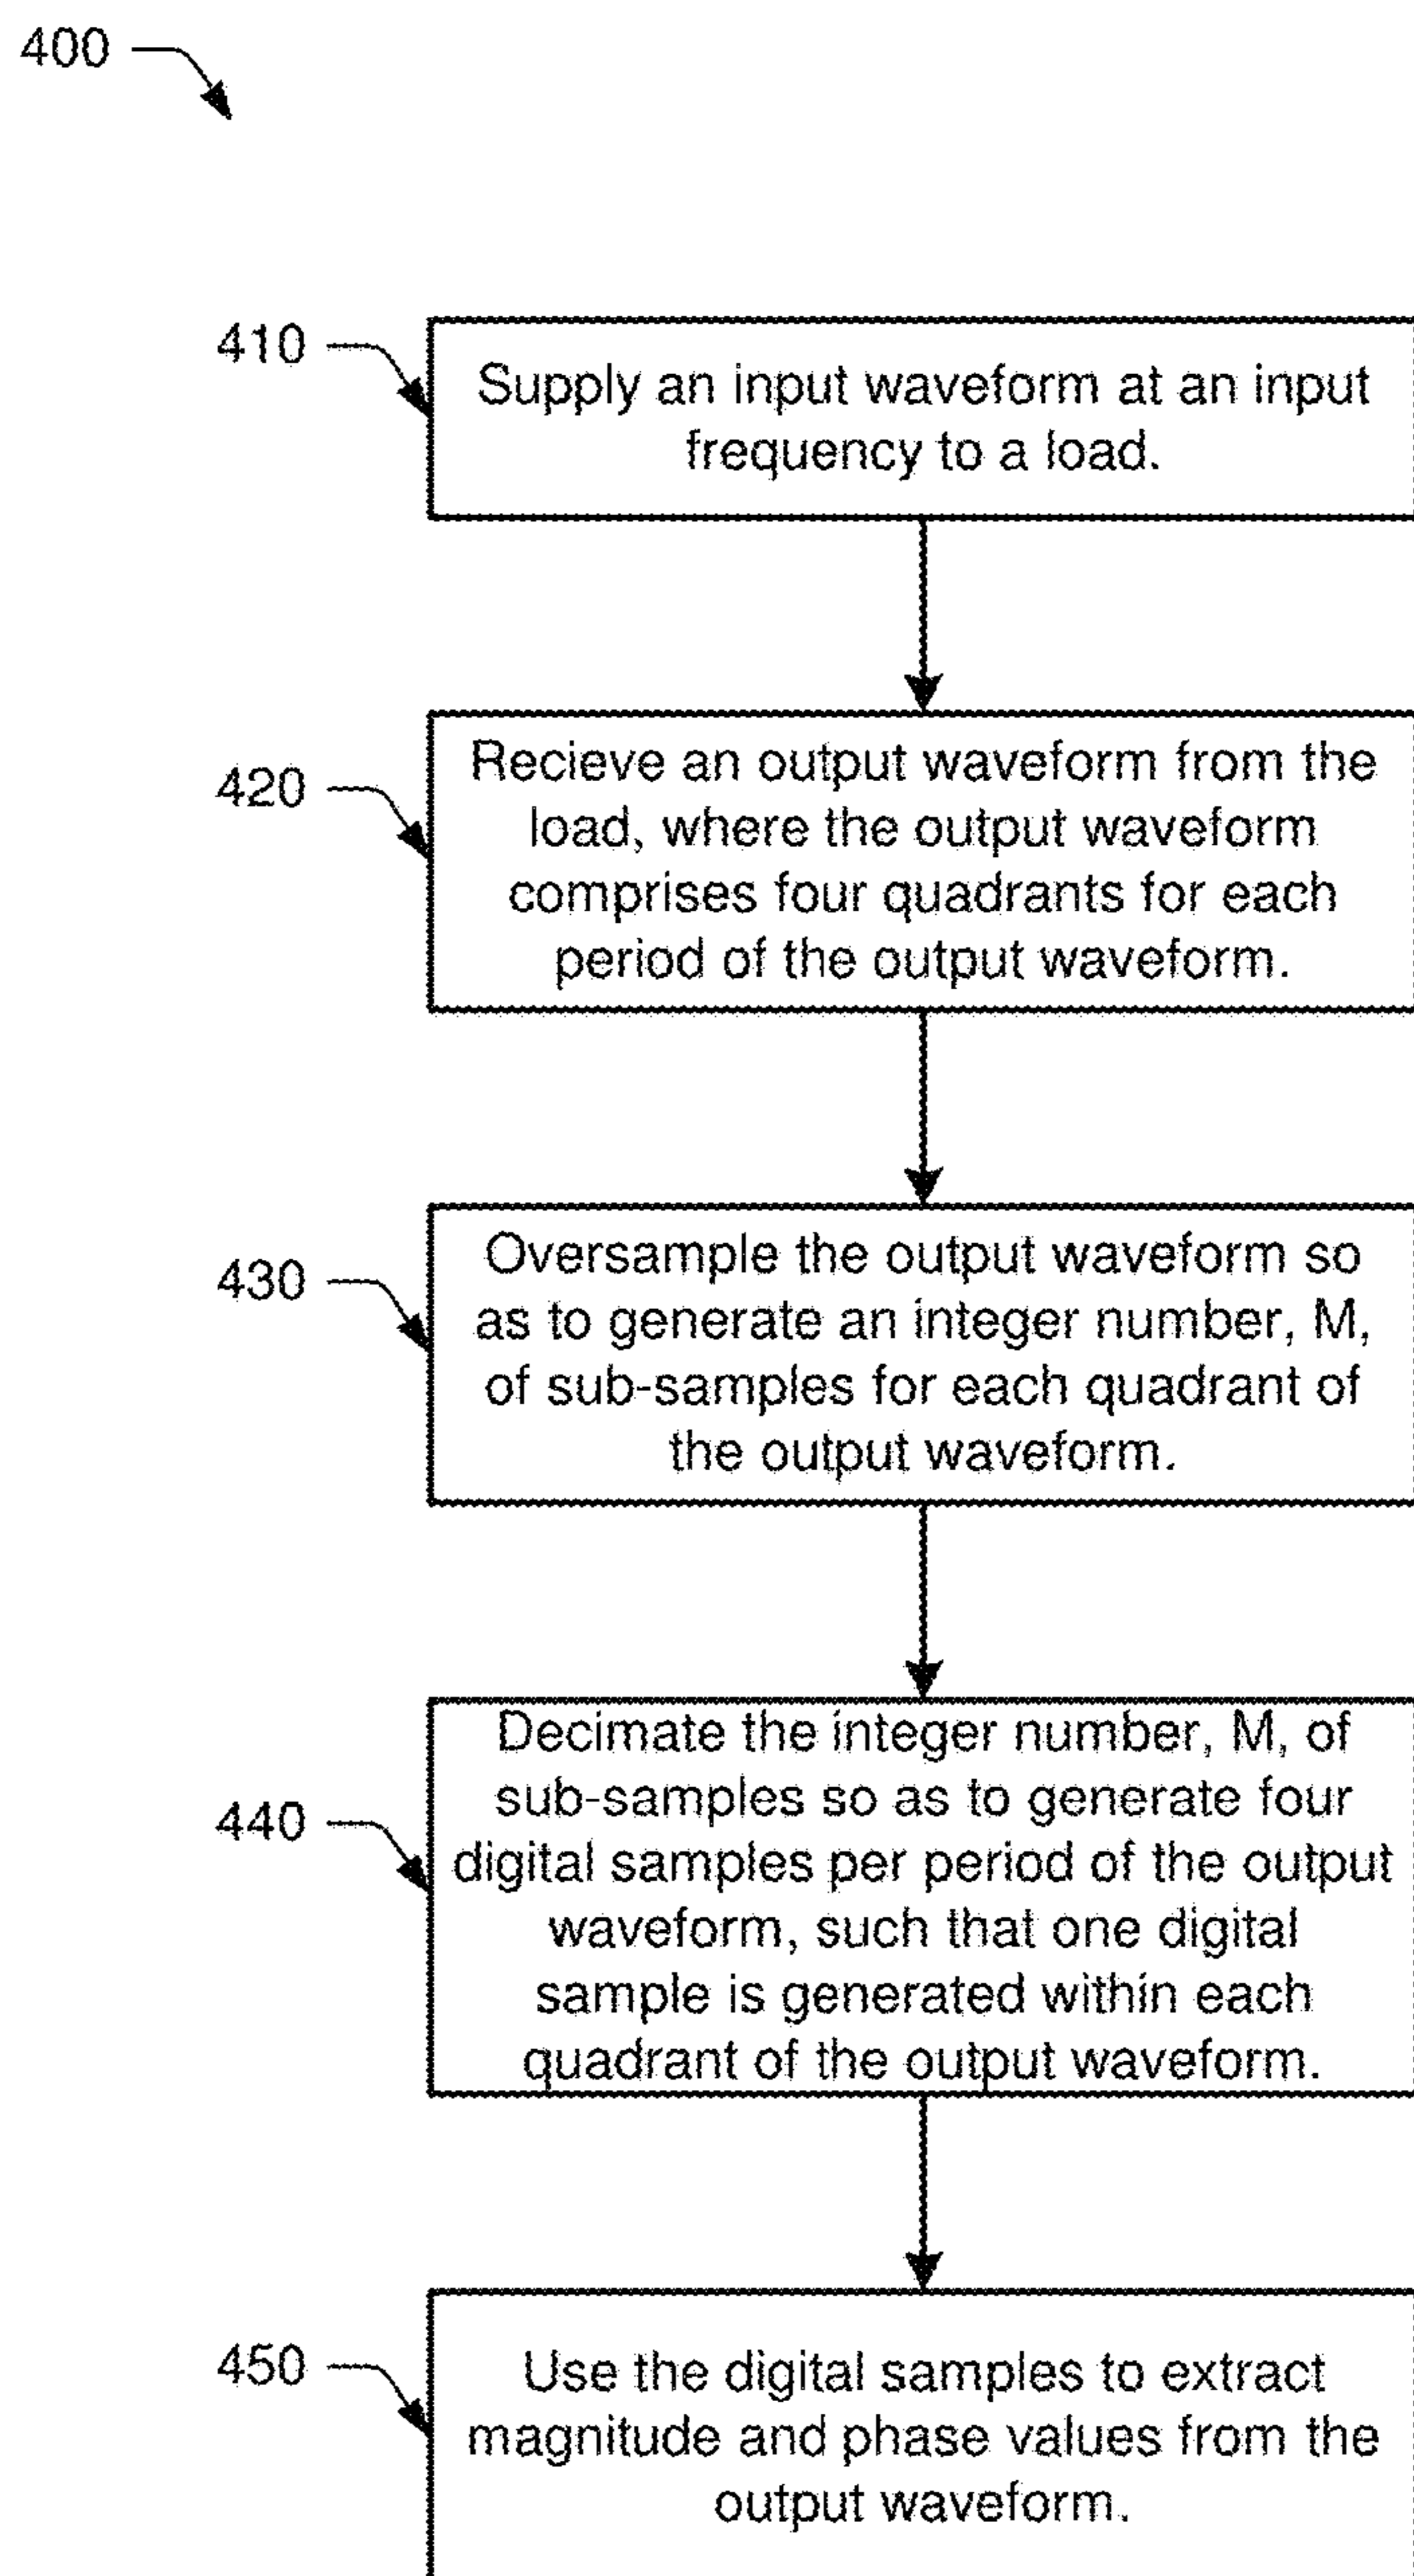 400
410
Supply an input waveform at an input
frequency to a load.
420
Recieve an output waveform from the
load, where the output waveform
comprises four quadrants for each
period of the output waveform.
430
Oversample the output waveform so
as to generate an integer number, M,
of sub-samples for each quadrant of
the output waveform.
440
Decimate the integer number, M, of
sub-samples so as to generate four
digital samples per period of the output
waveform, such that one digital
sample is generated within each
quadrant of the output waveform.
450
Use the digital samples to extract
magnitude and phase values from the
output waveform.